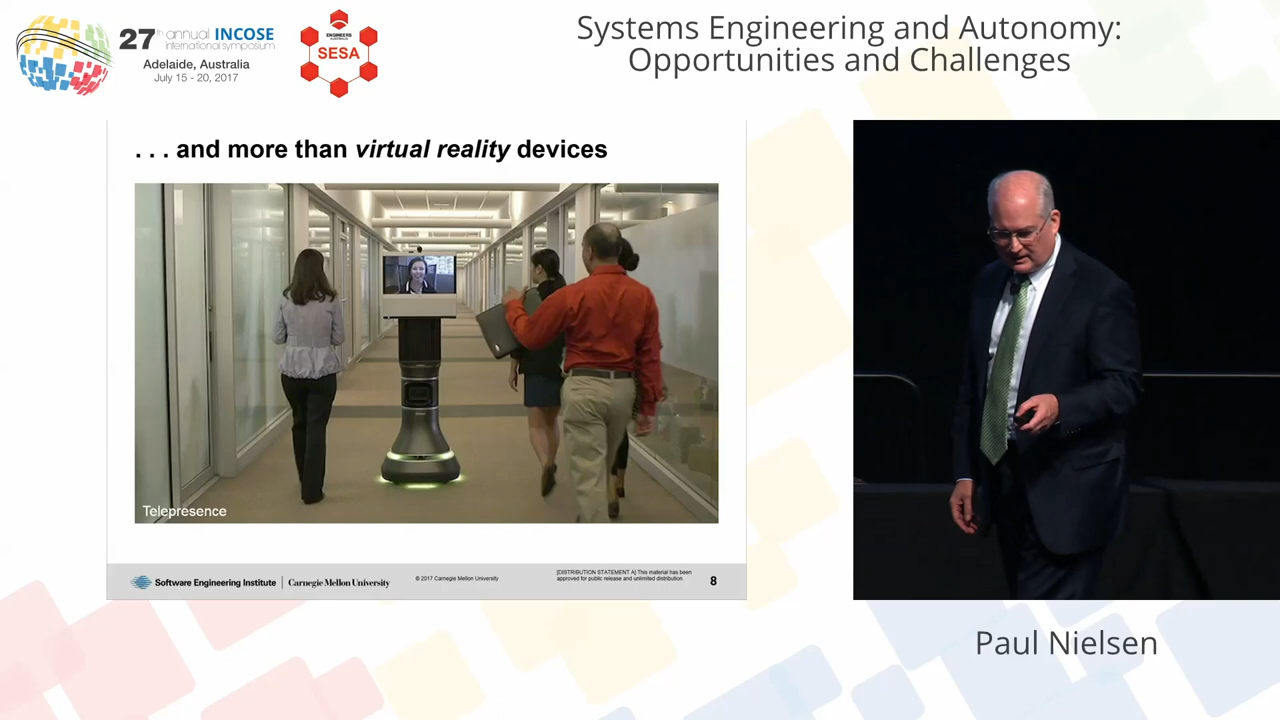 27th annual INCOSE
international symposium
Adelaide, Australia
July 15 - 20, 2017
ENGINEERS
AUSTRALIA
SESA
Systems Engineering and Autonomy:
Opportunities and Challenges
. . . and more than virtual reality devices
Telepresence
Software Engineering Institute | Carnegie Mellon University
© 2017 Carnegie Mellon University
[DISTRIBUTION STATEMENT A] This material has been
approved for public release and unlimited distribution.
8
Paul Nielsen